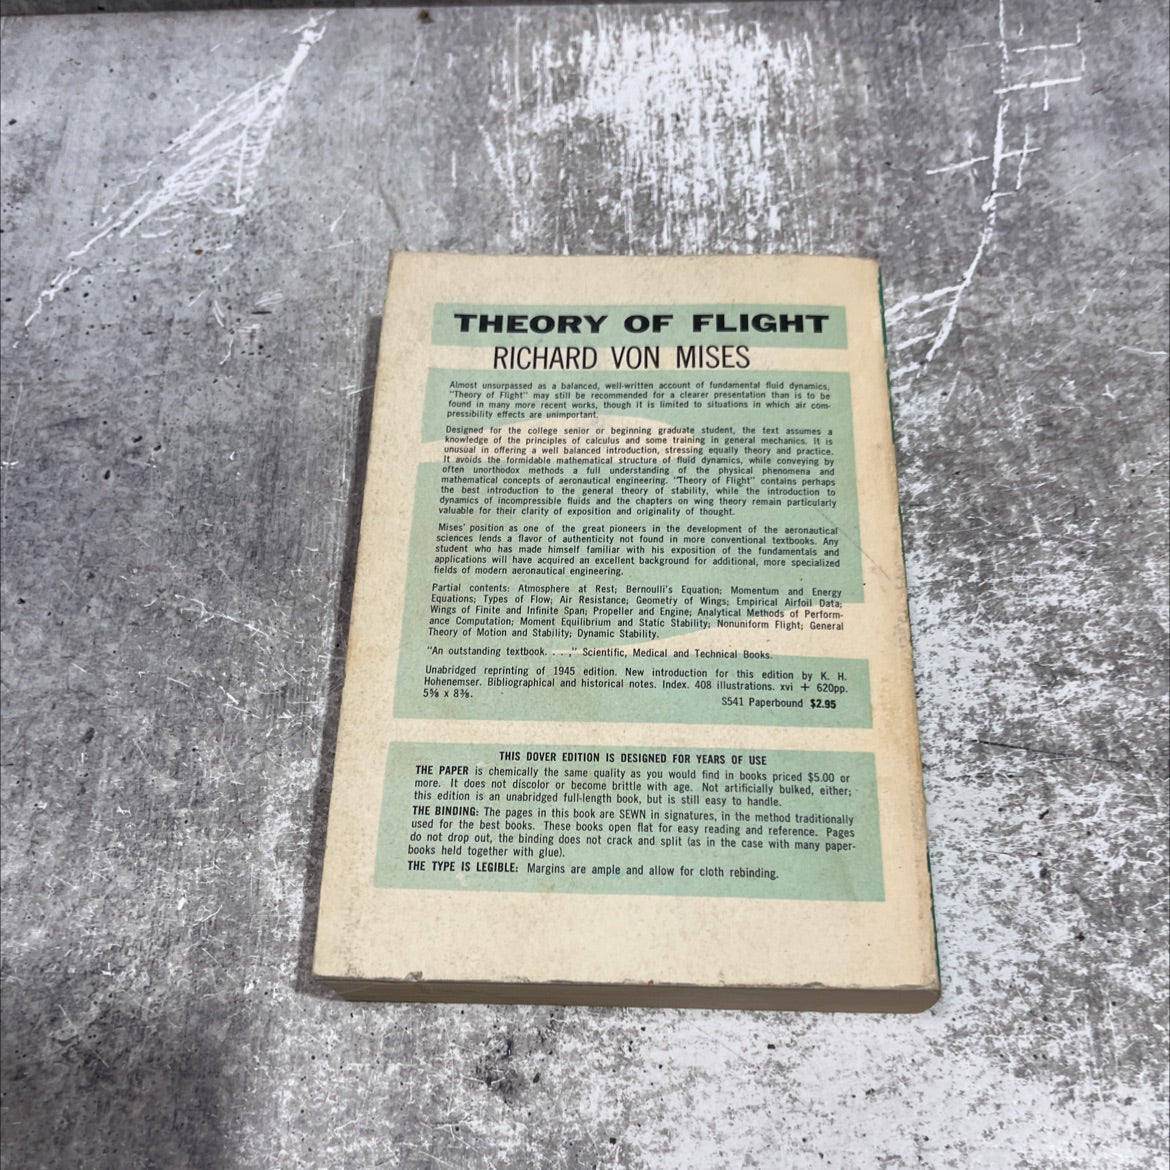 THEORY OF FLIGHT
RICHARD VON MISES
Almost unsurpassed as a balanced, well-written account of fundamental fluid dynamics,
"Theory of Flight" may still be recommended for a clearer presentation than is to be
found in many more recent works, though it is limited to situations in which air com-
pressibility effects are unimportant.
Designed for the college senior or beginning graduate student, the text assumes a
knowledge of the principles of calculus and some training in general mechanics. It is
unusual in offering a well balanced introduction, stressing equally theory and practice.
It avoids the formidable mathematical structure of fluid dynamics, while conveying by
often unorthodox methods a full understanding of the physical phenomena and
mathematical concepts of aeronautical engineering. "Theory of Flight" contains perhaps
the best introduction to the general theory of stability, while the introduction to
dynamics of incompressible fluids and the chapters on wing theory remain particularly
valuable for their clarity of exposition and originality of thought.
Mises' position as one of the great pioneers in the development of the aeronautical
sciences lends a flavor of authenticity not found in more conventional textbooks. Any
student who has made himself familiar with his exposition of the fundamentals and
applications will have acquired an excellent background for additional, more specialized
fields of modern aeronautical engineering.
Partial contents: Atmosphere at Rest; Bernoulli's Equation; Momentum and Energy
Equations; Types of Flow; Air Resistance; Geometry of Wings; Empirical Airfoil Data;
Wings of Finite and Infinite Span; Propeller and Engine; Analytical Methods of Perform-
ance Computation; Moment Equilibrium and Static Stability; Nonuniform Flight; General
Theory of Motion and Stability; Dynamic Stability.
"An outstanding textbook. . . ," Scientific, Medical and Technical Books.
Unabridged reprinting of 1945 edition. New introduction for this edition by K. H.
Hohenemser. Bibliographical and historical notes. Index. 408 illustrations. xvi + 620pp.
5⅜ x 8⅜.
S541 Paperbound $2.95
THIS DOVER EDITION IS DESIGNED FOR YEARS OF USE
THE PAPER is chemically the same quality as you would find in books priced $5.00 or
more. It does not discolor or become brittle with age. Not artificially bulked, either;
this edition is an unabridged full-length book, but is still easy to handle.
THE BINDING: The pages in this book are SEWN in signatures, in the method traditionally
used for the best books. These books open flat for easy reading and reference. Pages
do not drop out, the binding does not crack and split (as in the case with many paper-
books held together with glue).
THE TYPE IS LEGIBLE: Margins are ample and allow for cloth rebinding.